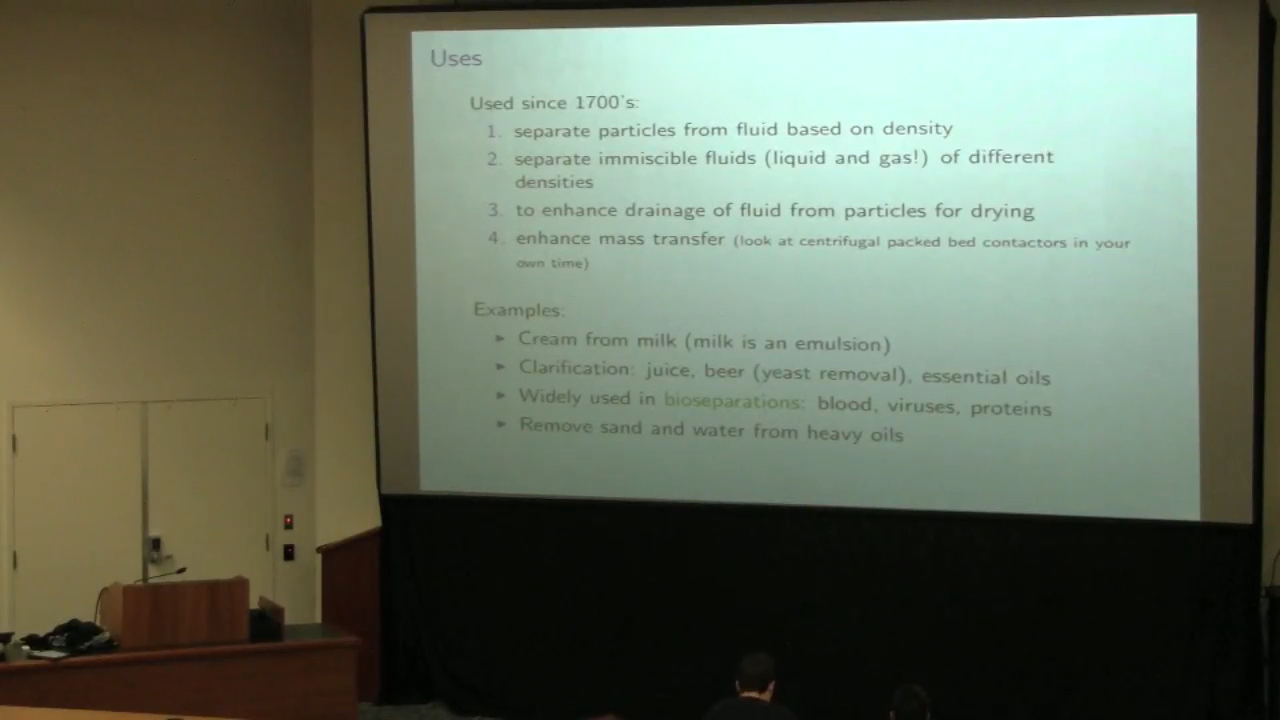 Uses
Used since 1700's:
1. separate particles from fluid based on density
2. separate immiscible fluids (liquid and gas!) of different
densities
3. to enhance drainage of fluid from particles for drying
4. enhance mass transfer (look at centrifugal packed bed contactors in your
own time)
Examples:
► Cream from milk (milk is an emulsion)
► Clarification: juice, beer (yeast removal), essential oils
► Widely used in bioseparations: blood, viruses, proteins
► Remove sand and water from heavy oils